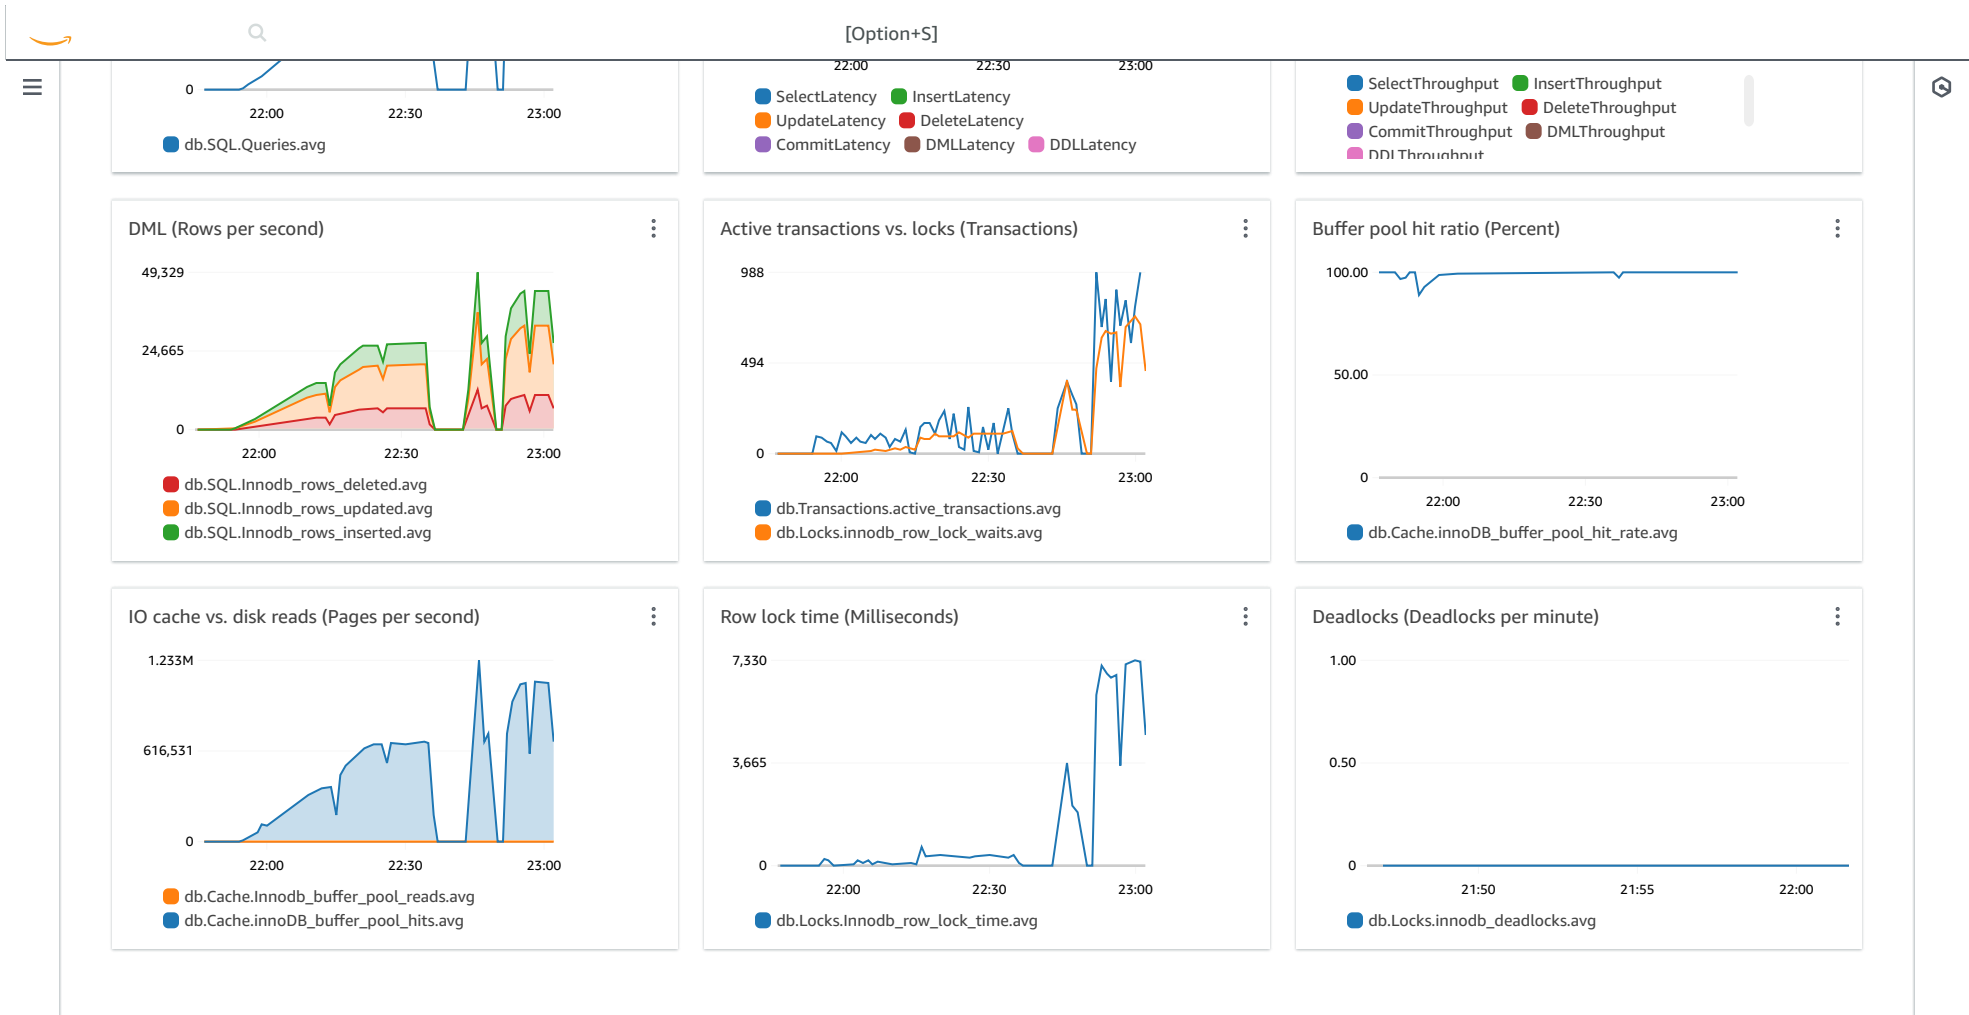 [Option+S]
0
22:00 22:30 23:00
db.SQL.Queries.avg
22:00 22:30 23:00
SelectLatency InsertLatency
UpdateLatency DeleteLatency
CommitLatency DMLLatency DDLLatency
SelectThroughput InsertThroughput
UpdateThroughput DeleteThroughput
CommitThroughput DMLThroughput
DDLThroughput
DML (Rows per second)
49,329
24,665
0
22:00 22:30 23:00
db.SQL.Innodb_rows_deleted.avg
db.SQL.Innodb_rows_updated.avg
db.SQL.Innodb_rows_inserted.avg
Active transactions vs. locks (Transactions)
988
494
0
22:00 22:30 23:00
db.Transactions.active_transactions.avg
db.Locks.innodb_row_lock_waits.avg
Buffer pool hit ratio (Percent)
100.00
50.00
0
22:00 22:30 23:00
db.Cache.innoDB_buffer_pool_hit_rate.avg
IO cache vs. disk reads (Pages per second)
1.233M
616,531
0
22:00 22:30 23:00
db.Cache.Innodb_buffer_pool_reads.avg
db.Cache.innoDB_buffer_pool_hits.avg
Row lock time (Milliseconds)
7,330
3,665
0
22:00 22:30 23:00
db.Locks.Innodb_row_lock_time.avg
Deadlocks (Deadlocks per minute)
1.00
0.50
0
21:50 21:55 22:00
db.Locks.innodb_deadlocks.avg